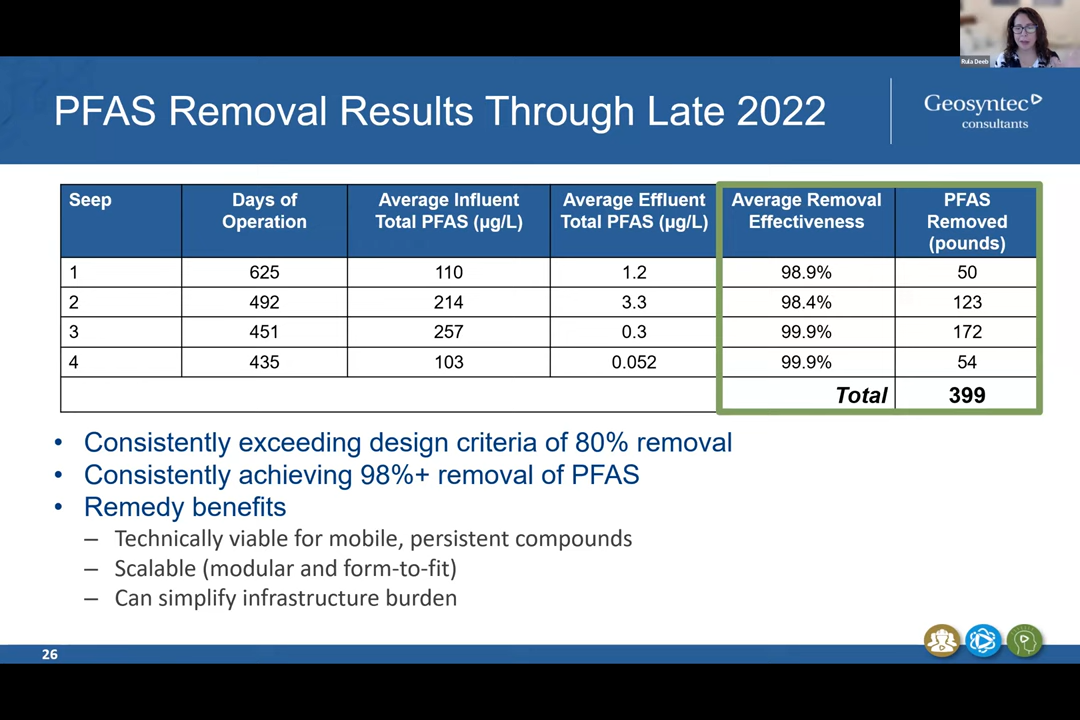 Rula Deeb
PFAS Removal Results Through Late 2022
Geosyntec
consultants
Seep Days of Operation Average Influent Total PFAS (µg/L) Average Effluent Total PFAS (µg/L) Average Removal Effectiveness PFAS Removed (pounds)
1 625 110 1.2 98.9% 50
2 492 214 3.3 98.4% 123
3 451 257 0.3 99.9% 172
4 435 103 0.052 99.9% 54
Total 399
• Consistently exceeding design criteria of 80% removal
• Consistently achieving 98%+ removal of PFAS
• Remedy benefits
– Technically viable for mobile, persistent compounds
– Scalable (modular and form-to-fit)
– Can simplify infrastructure burden
26